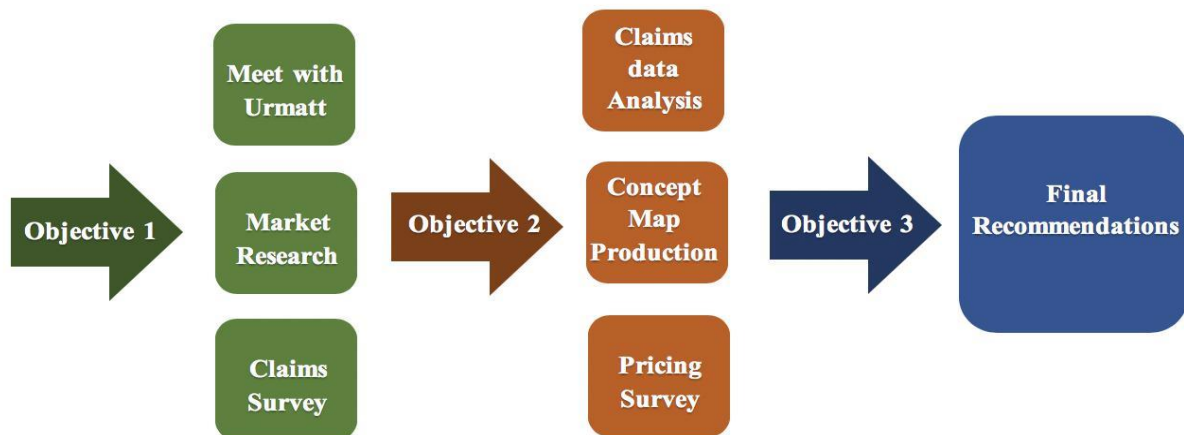 Objective 1
Meet with
Urmatt
Market
Research
Claims
Survey
Objective 2
Claims
data
Analysis
Concept
Map
Production
Pricing
Survey
Objective 3
Final
Recommendations